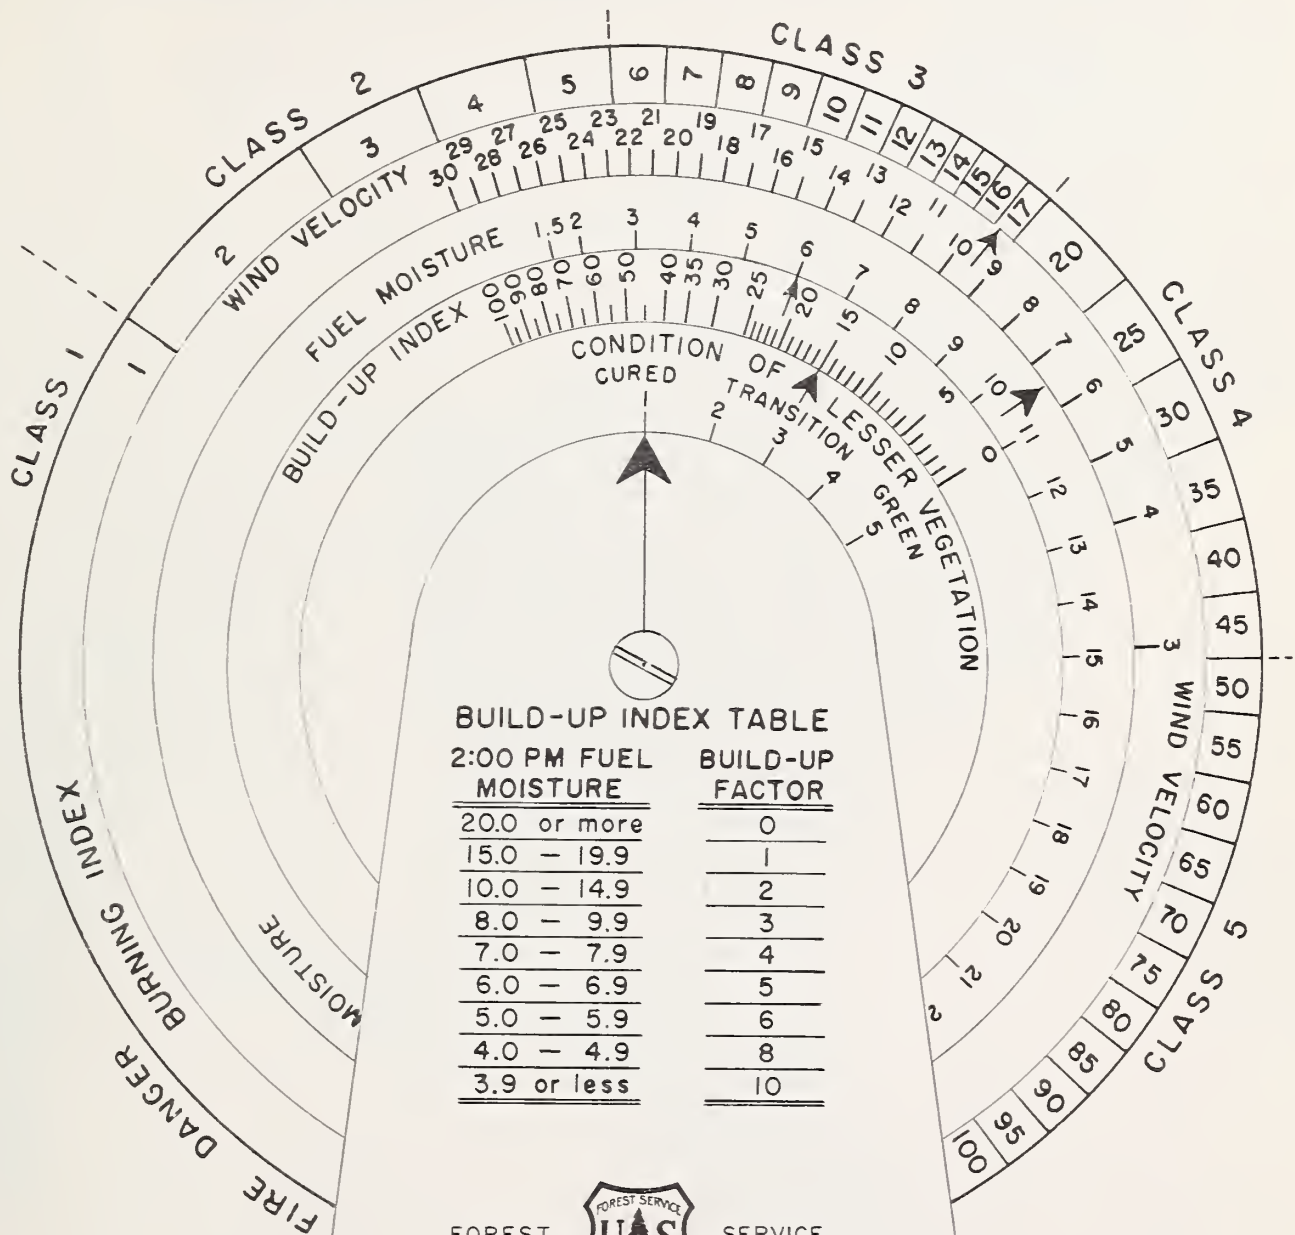 CLASS 1
CLASS 2
CLASS 3
CLASS 4
CLASS 5
1 2 3 4 5 6 7 8 9 10 11 12 13 14 15 16 17 20 25 30 35 40 45 50 55 60 65 70 75 80 85 90 95 100
WIND VELOCITY
30 29 28 27 26 25 24 23 22 21 20 19 18 17 16 15 14 13 12 11 10 9 8 7 6 5 4 3 2
WIND VELOCITY
FUEL MOISTURE
1.5 2 3 4 5 6 7 8 9 10 11 12 13 14 15 16 17 18 19 20 21
BUILD-UP INDEX
100 90 80 70 60 50 40 35 30 25 20 15 10 5 0
CONDITION OF LESSER VEGETATION
CURED TRANSITION GREEN
2 3 4 5
BUILD-UP INDEX TABLE
2:00 PM FUEL MOISTURE BUILD-UP FACTOR
20.0 or more 0
15.0 – 19.9 1
10.0 – 14.9 2
8.0 – 9.9 3
7.0 – 7.9 4
6.0 – 6.9 5
5.0 – 5.9 6
4.0 – 4.9 8
3.9 or less 10
MOISTURE
BURNING INDEX
FIRE DANGER
FOREST SERVICE
U S
FOREST SERVICE